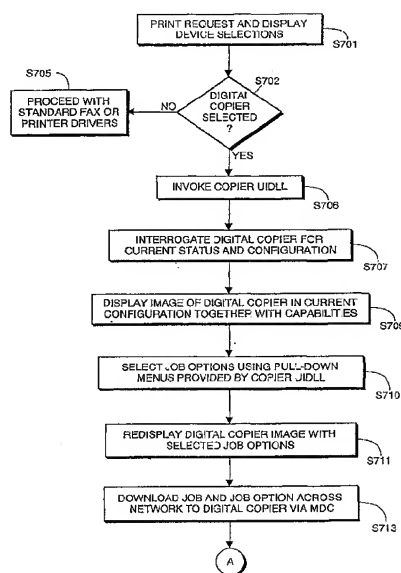 PRINT REQUEST AND DISPLAY
DEVICE SELECTIONS
S701
S705
S702
PROCEED WITH
STANDARD FAX OR
PRINTER DRIVERS
NO
DIGITAL
COPIER
SELECTED
?
YES
INVOKE COPIER UIDLL
S706
INTERROGATE DIGITAL COPIER FOR
CURRENT STATUS AND CONFIGURATION
S707
DISPLAY IMAGE OF DIGITAL COPIER IN CURRENT
CONFIGURATION TOGETHER WITH CAPABILITIES
S709
SELECT JOB OPTIONS USING PULL-DOWN
MENUS PROVIDED BY COPIER UIDLL
S710
REDISPLAY DIGITAL COPIER IMAGE WITH
SELECTED JOB OPTIONS
S711
DOWNLOAD JOB AND JOB OPTION ACROSS
NETWORK TO DIGITAL COPIER VIA MDC
S713
A